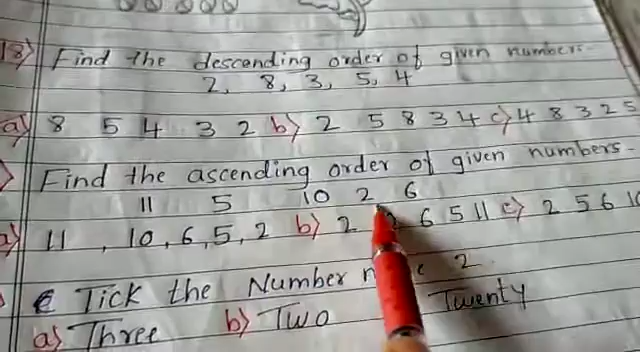 18) Find the descending order of given numbers-
2, 8, 3, 5, 4
a) 8 5 4 3 2 b) 2 5 8 3 4 c) 4 8 3 2 5
Find the ascending order of given numbers-
11 5 10 2 6
a) 11, 10, 6, 5, 2 b) 2 6 5 11 c) 2 5 6 10
Tick the Number 2
a) Three b) Two Twenty